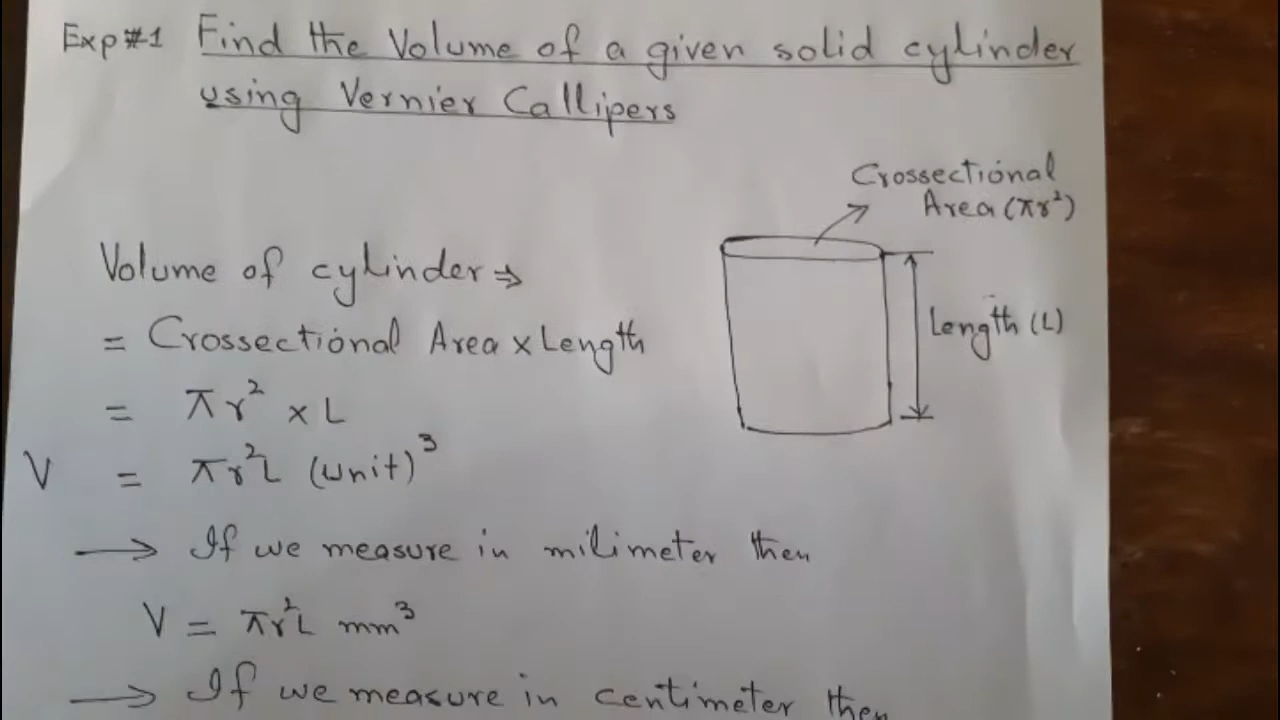 Exp #1 Find the Volume of a given solid cylinder
using Vernier Callipers
Crossectional
Area (πr²)
Length (L)
Volume of cylinder ⇒
= Crossectional Area x Length
= πr² x L
V = πr²L (unit)³
→ If we measure in milimeter then
V = πr²L mm³
→ If we measure in centimeter then